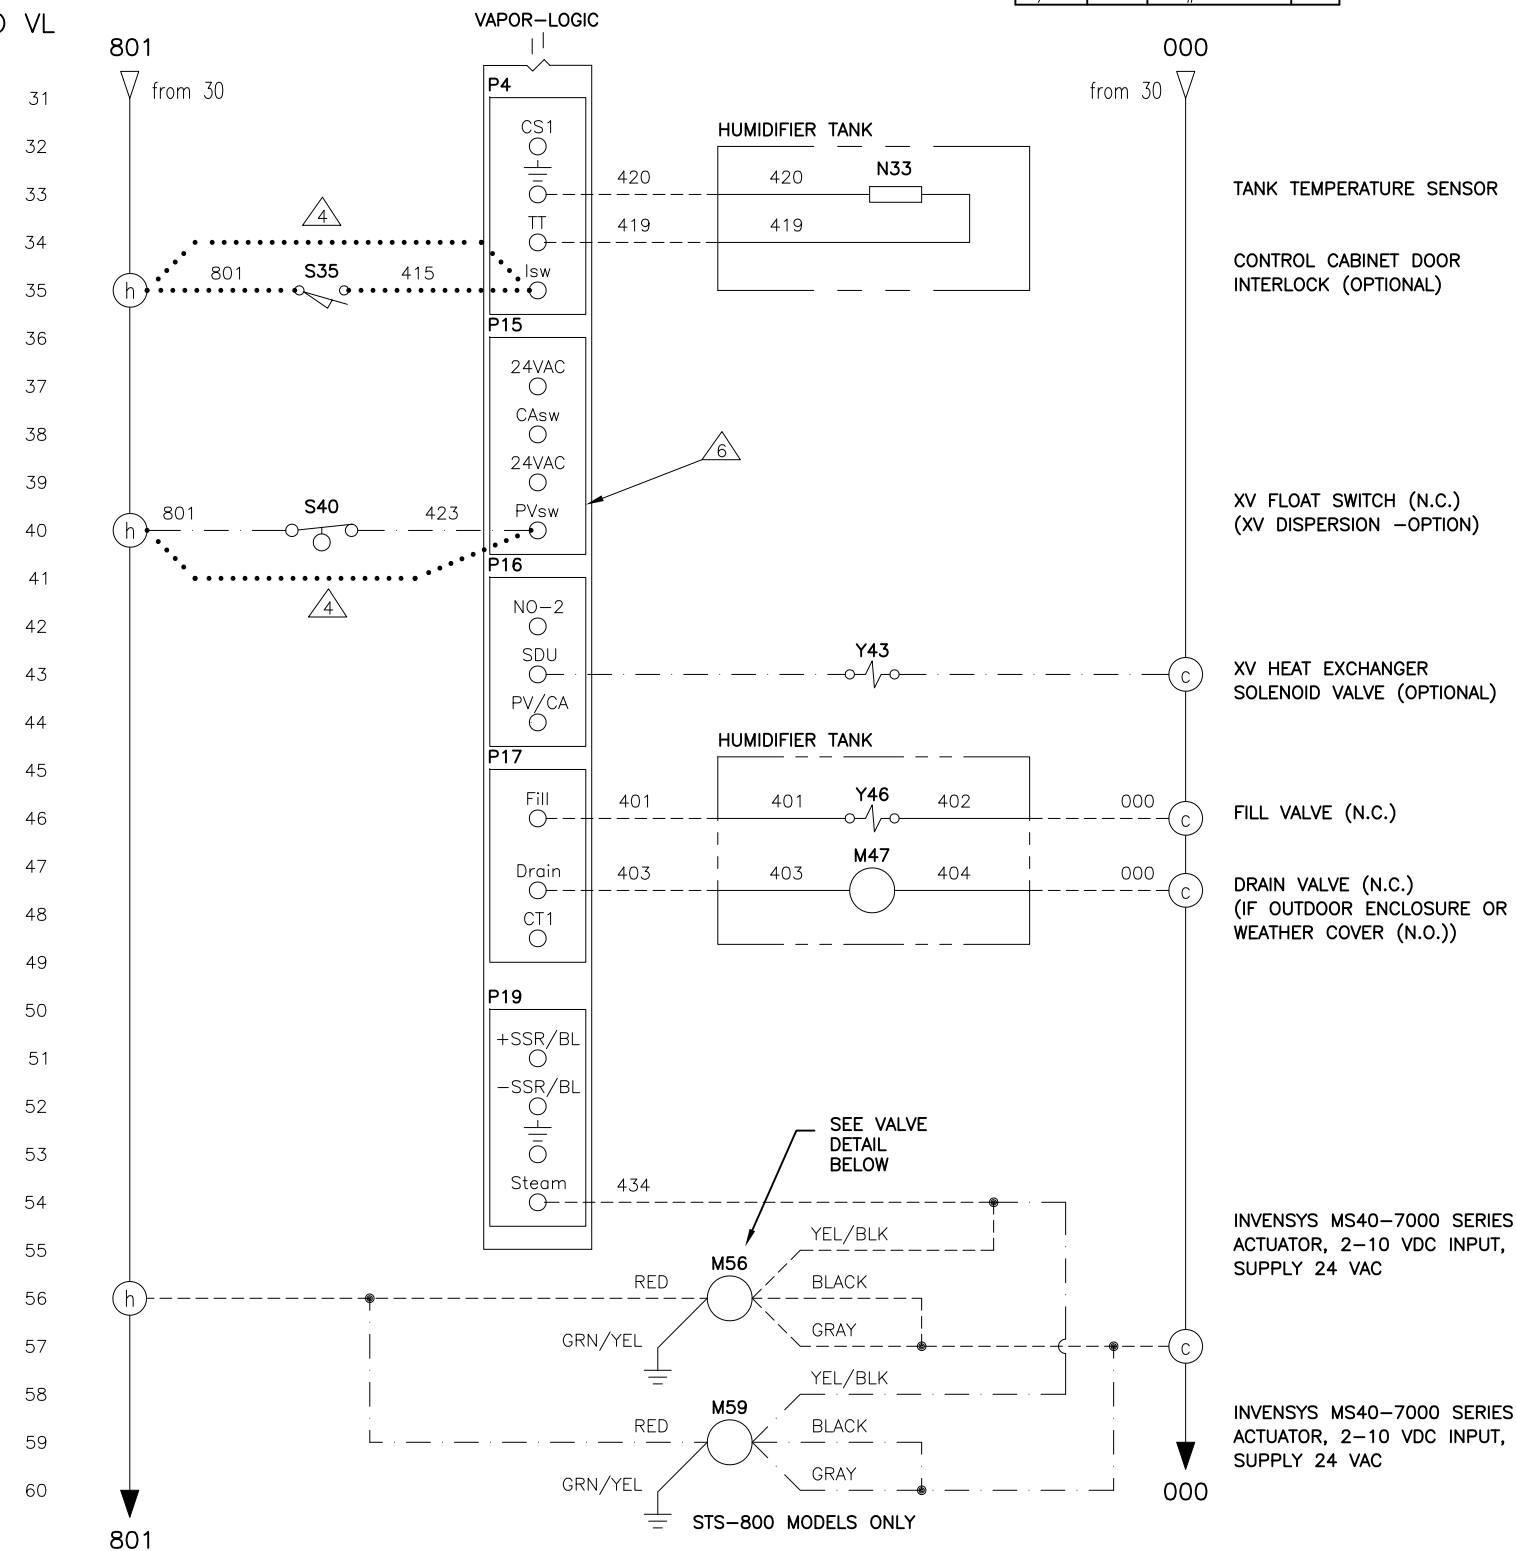 VL
VAPOR-LOGIC
801
000
from 30
from 30
31
P4
CS1
32
HUMIDIFIER TANK
33
420
420
N33
TANK TEMPERATURE SENSOR
4
TT
34
419
419
801
S35
415
Isw
35
h
CONTROL CABINET DOOR
INTERLOCK (OPTIONAL)
36
P15
24VAC
37
CAsw
38
6
24VAC
39
801
S40
423
PVsw
40
h
XV FLOAT SWITCH (N.C.)
(XV DISPERSION -OPTION)
41
4
P16
NO-2
42
SDU
43
Y43
c
XV HEAT EXCHANGER
SOLENOID VALVE (OPTIONAL)
PV/CA
44
HUMIDIFIER TANK
P17
45
Fill
46
401
401
Y46
402
000
c
FILL VALVE (N.C.)
47
M47
Drain
403
403
404
000
c
DRAIN VALVE (N.C.)
(IF OUTDOOR ENCLOSURE OR
WEATHER COVER (N.O.))
48
CT1
49
P19
50
+SSR/BL
51
-SSR/BL
52
53
SEE VALVE
DETAIL
BELOW
Steam
54
434
55
YEL/BLK
INVENSYS MS40-7000 SERIES
ACTUATOR, 2-10 VDC INPUT,
SUPPLY 24 VAC
M56
56
h
RED
BLACK
57
GRN/YEL
GRAY
c
58
YEL/BLK
M59
59
RED
BLACK
INVENSYS MS40-7000 SERIES
ACTUATOR, 2-10 VDC INPUT,
SUPPLY 24 VAC
60
GRN/YEL
GRAY
000
STS-800 MODELS ONLY
801